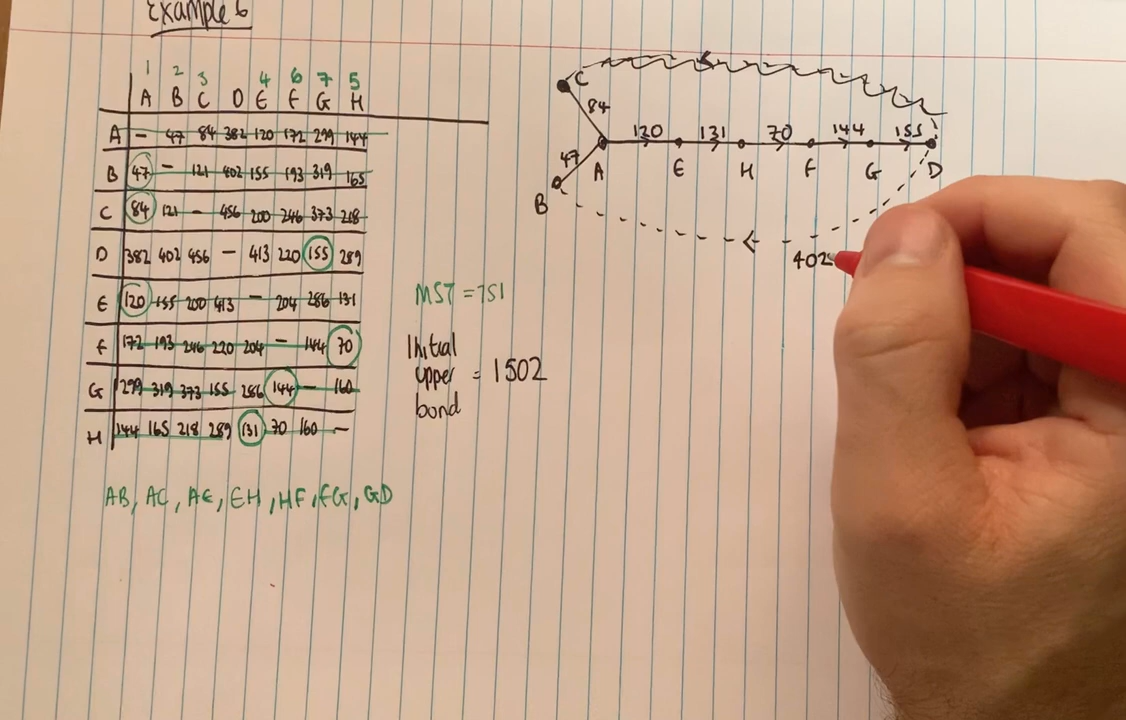 Example 6
1 2 3 4 6 7 5
A B C D E F G H
A - 47 84 382 120 172 299 144
B 47 - 121 402 155 193 319 165
C 84 121 - 456 200 246 373 218
D 382 402 456 - 413 220 155 289
E 120 155 200 413 - 204 286 131
F 172 193 246 220 204 - 144 70
G 299 319 373 155 286 144 - 160
H 144 165 218 289 131 70 160 -
AB, AC, AE, EH, HF, FG, GD
MST = 751
Initial
upper = 1502
bond
C
84
120 131 70 144 155
47
A E H F G D
B
402